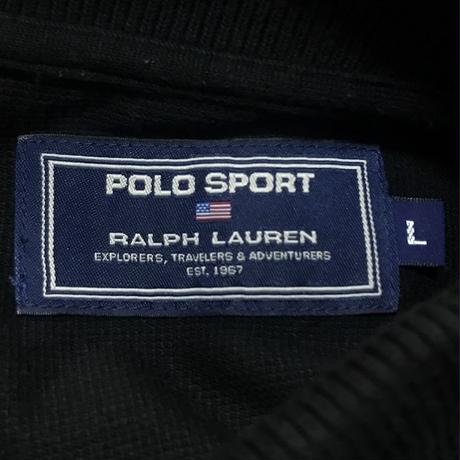 POLO SPORT
RALPH LAUREN
EXPLORERS, TRAVELERS & ADVENTURERS
EST. 1967
L